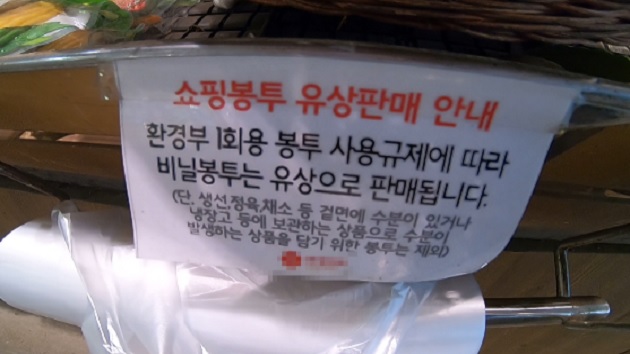 쇼핑봉투 유상판매 안내
환경부 1회용 봉투 사용규제에 따라
비닐봉투는 유상으로 판매됩니다.
(단, 생선,정육,채소 등 겉면에 수분이 있거나
냉장고 등에 보관하는 상품으로 수분이
발생하는 상품을 담기 위한 봉투는 제외)